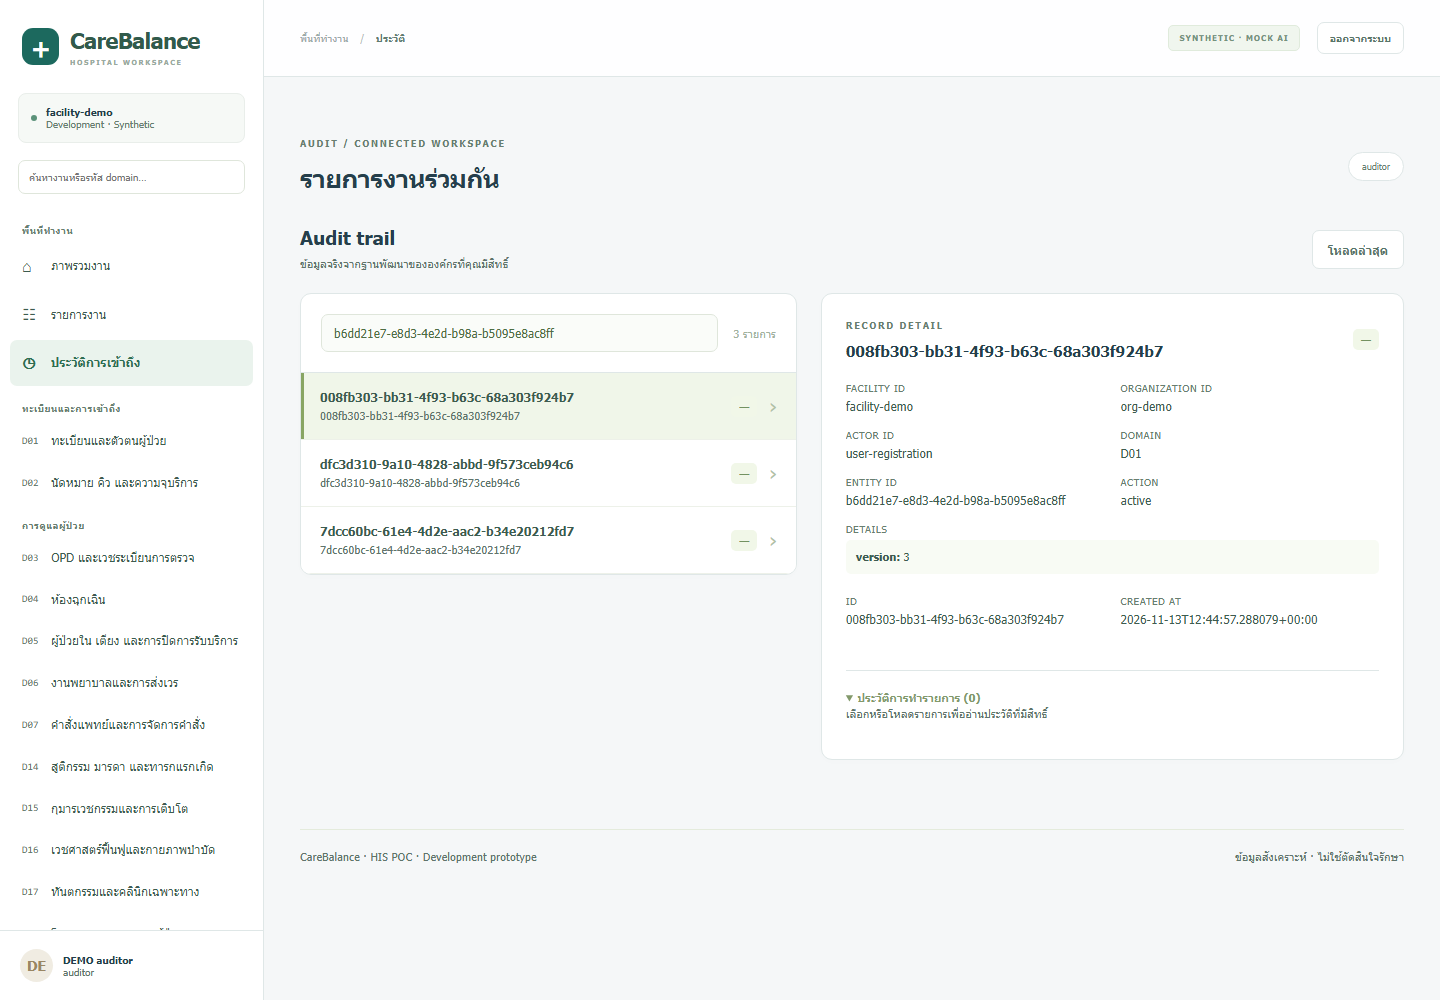 CareBalance
HOSPITAL WORKSPACE
facility-demo
Development · Synthetic
ค้นหางานหรือรหัส domain...
พื้นที่ทำงาน
ภาพรวมงาน
รายการงาน
ประวัติการเข้าถึง
ทะเบียนและการเข้าถึง
D01 ทะเบียนและตัวตนผู้ป่วย
D02 นัดหมาย คิว และความจุบริการ
การดูแลผู้ป่วย
D03 OPD และเวชระเบียนการตรวจ
D04 ห้องฉุกเฉิน
D05 ผู้ป่วยใน เตียง และการปิดการรับบริการ
D06 งานพยาบาลและการส่งเวร
D07 คำสั่งแพทย์และการจัดการคำสั่ง
D14 สูติกรรม มารดา และทารกแรกเกิด
D15 กุมารเวชกรรมและการเติบโต
D16 เวชศาสตร์ฟื้นฟูและกายภาพบำบัด
D17 ทันตกรรมและคลินิกเฉพาะทาง
DE
DEMO auditor
auditor
พื้นที่ทำงาน / ประวัติ
SYNTHETIC · MOCK AI
ออกจากระบบ
AUDIT / CONNECTED WORKSPACE
รายการงานร่วมกัน
auditor
Audit trail
ข้อมูลจริงจากฐานพัฒนาขององค์กรที่คุณมีสิทธิ์
โหลดล่าสุด
b6dd21e7-e8d3-4e2d-b98a-b5095e8ac8ff
3 รายการ
008fb303-bb31-4f93-b63c-68a303f924b7
008fb303-bb31-4f93-b63c-68a303f924b7
—
dfc3d310-9a10-4828-abbd-9f573ceb94c6
dfc3d310-9a10-4828-abbd-9f573ceb94c6
—
7dcc60bc-61e4-4d2e-aac2-b34e20212fd7
7dcc60bc-61e4-4d2e-aac2-b34e20212fd7
—
RECORD DETAIL
008fb303-bb31-4f93-b63c-68a303f924b7
—
FACILITY ID
facility-demo
ORGANIZATION ID
org-demo
ACTOR ID
user-registration
DOMAIN
D01
ENTITY ID
b6dd21e7-e8d3-4e2d-b98a-b5095e8ac8ff
ACTION
active
DETAILS
version: 3
ID
008fb303-bb31-4f93-b63c-68a303f924b7
CREATED AT
2026-11-13T12:44:57.288079+00:00
▼ ประวัติการทำรายการ (0)
เลือกหรือโหลดรายการเพื่ออ่านประวัติที่มีสิทธิ์
CareBalance · HIS POC · Development prototype
ข้อมูลสังเคราะห์ · ไม่ใช้ตัดสินใจรักษา